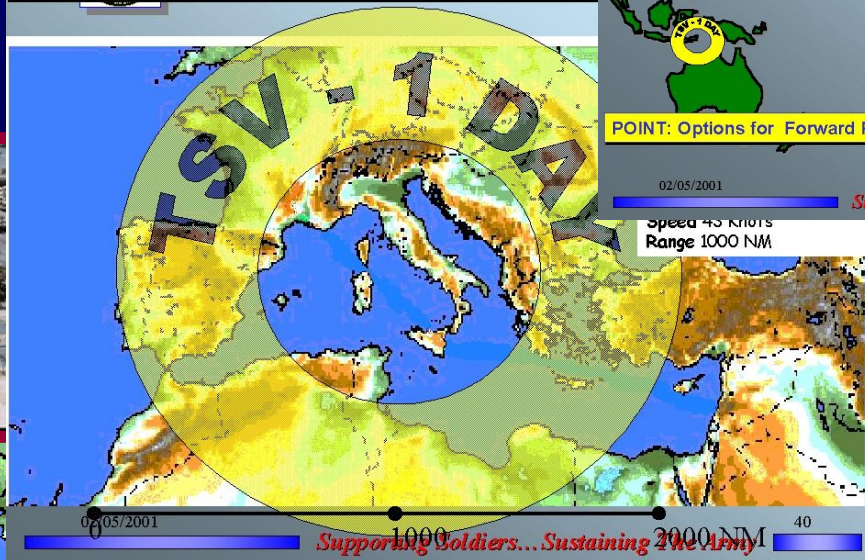 TSV - 1 DAY
TSV - 1 DAY
POINT: Options for Forward
02/05/2001
Speed 43 Knots
Range 1000 NM
02/05/2001
0 1000 2000 NM
Supporting Soldiers... Sustaining The Army
40